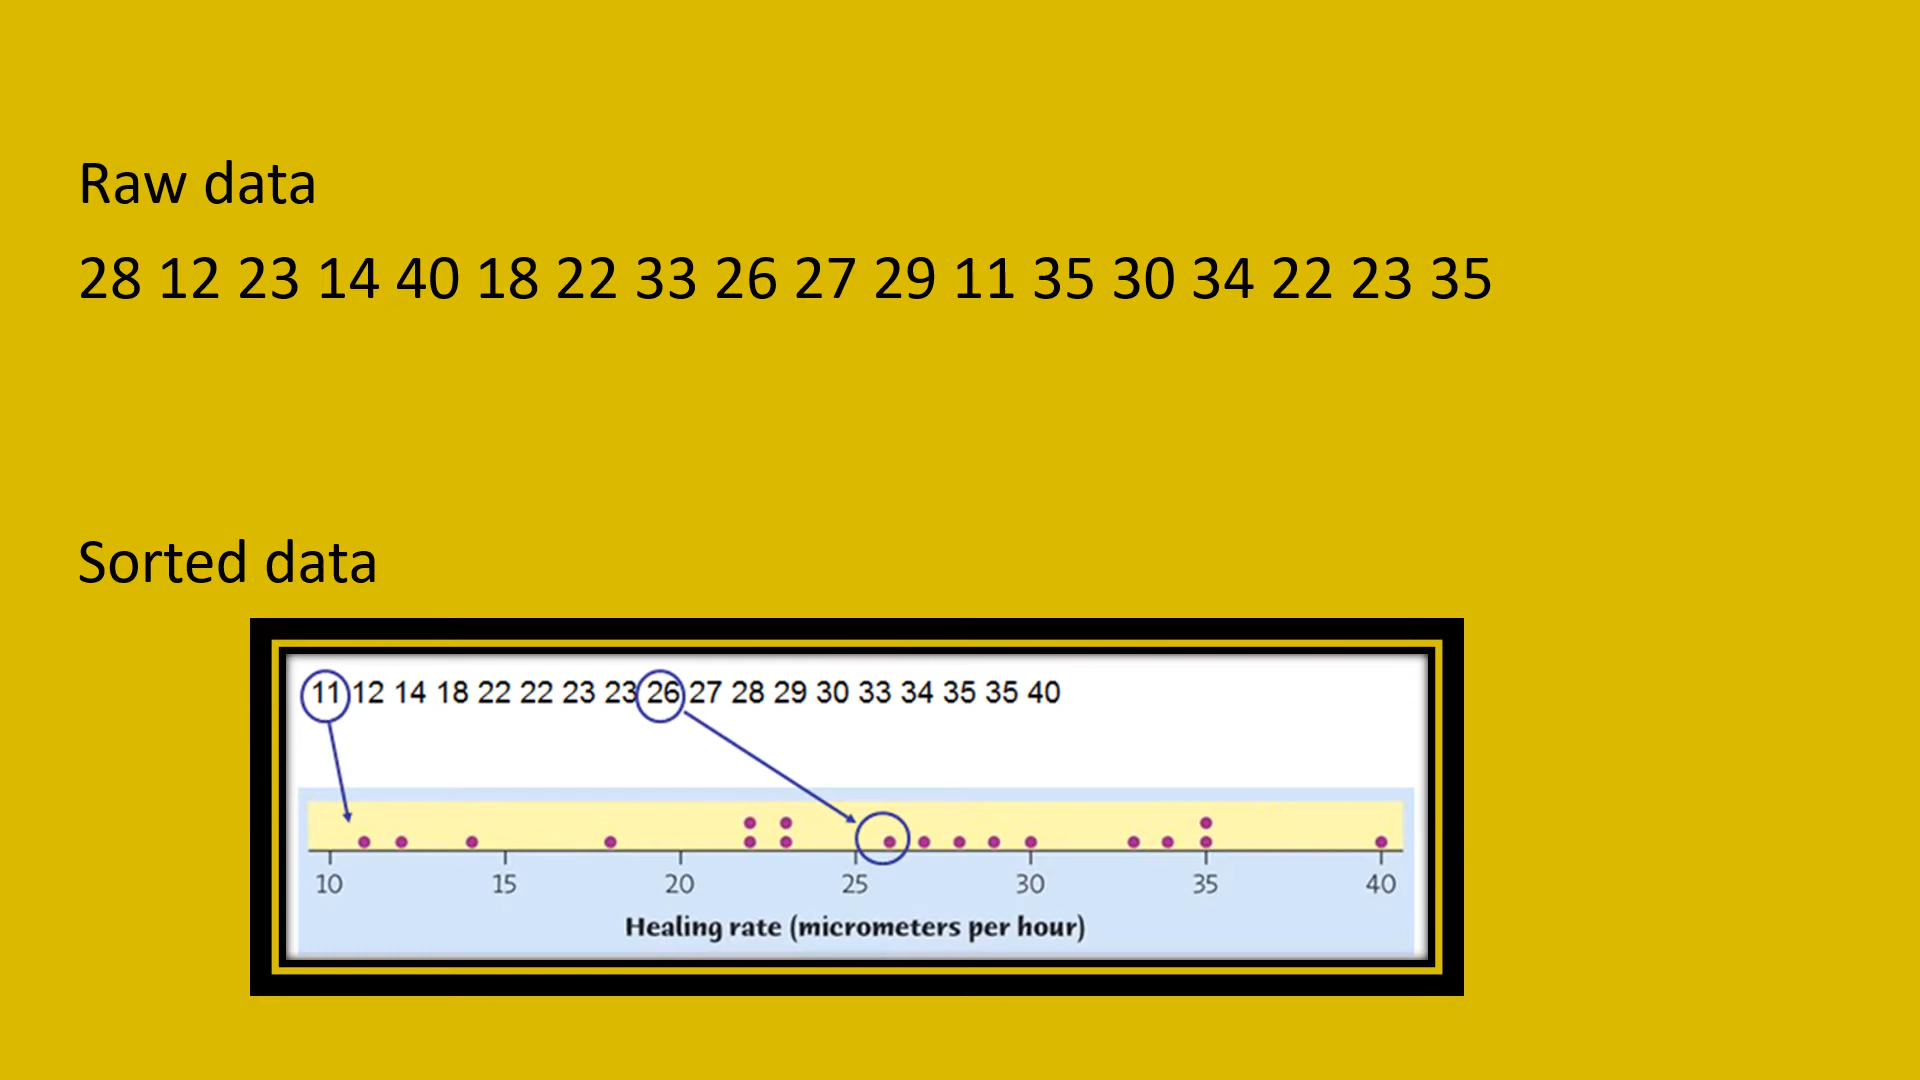 Raw data
28 12 23 14 40 18 22 33 26 27 29 11 35 30 34 22 23 35
Sorted data
11 12 14 18 22 22 23 23 26 27 28 29 30 33 34 35 35 40
10 15 20 25 30 35 40
Healing rate (micrometers per hour)